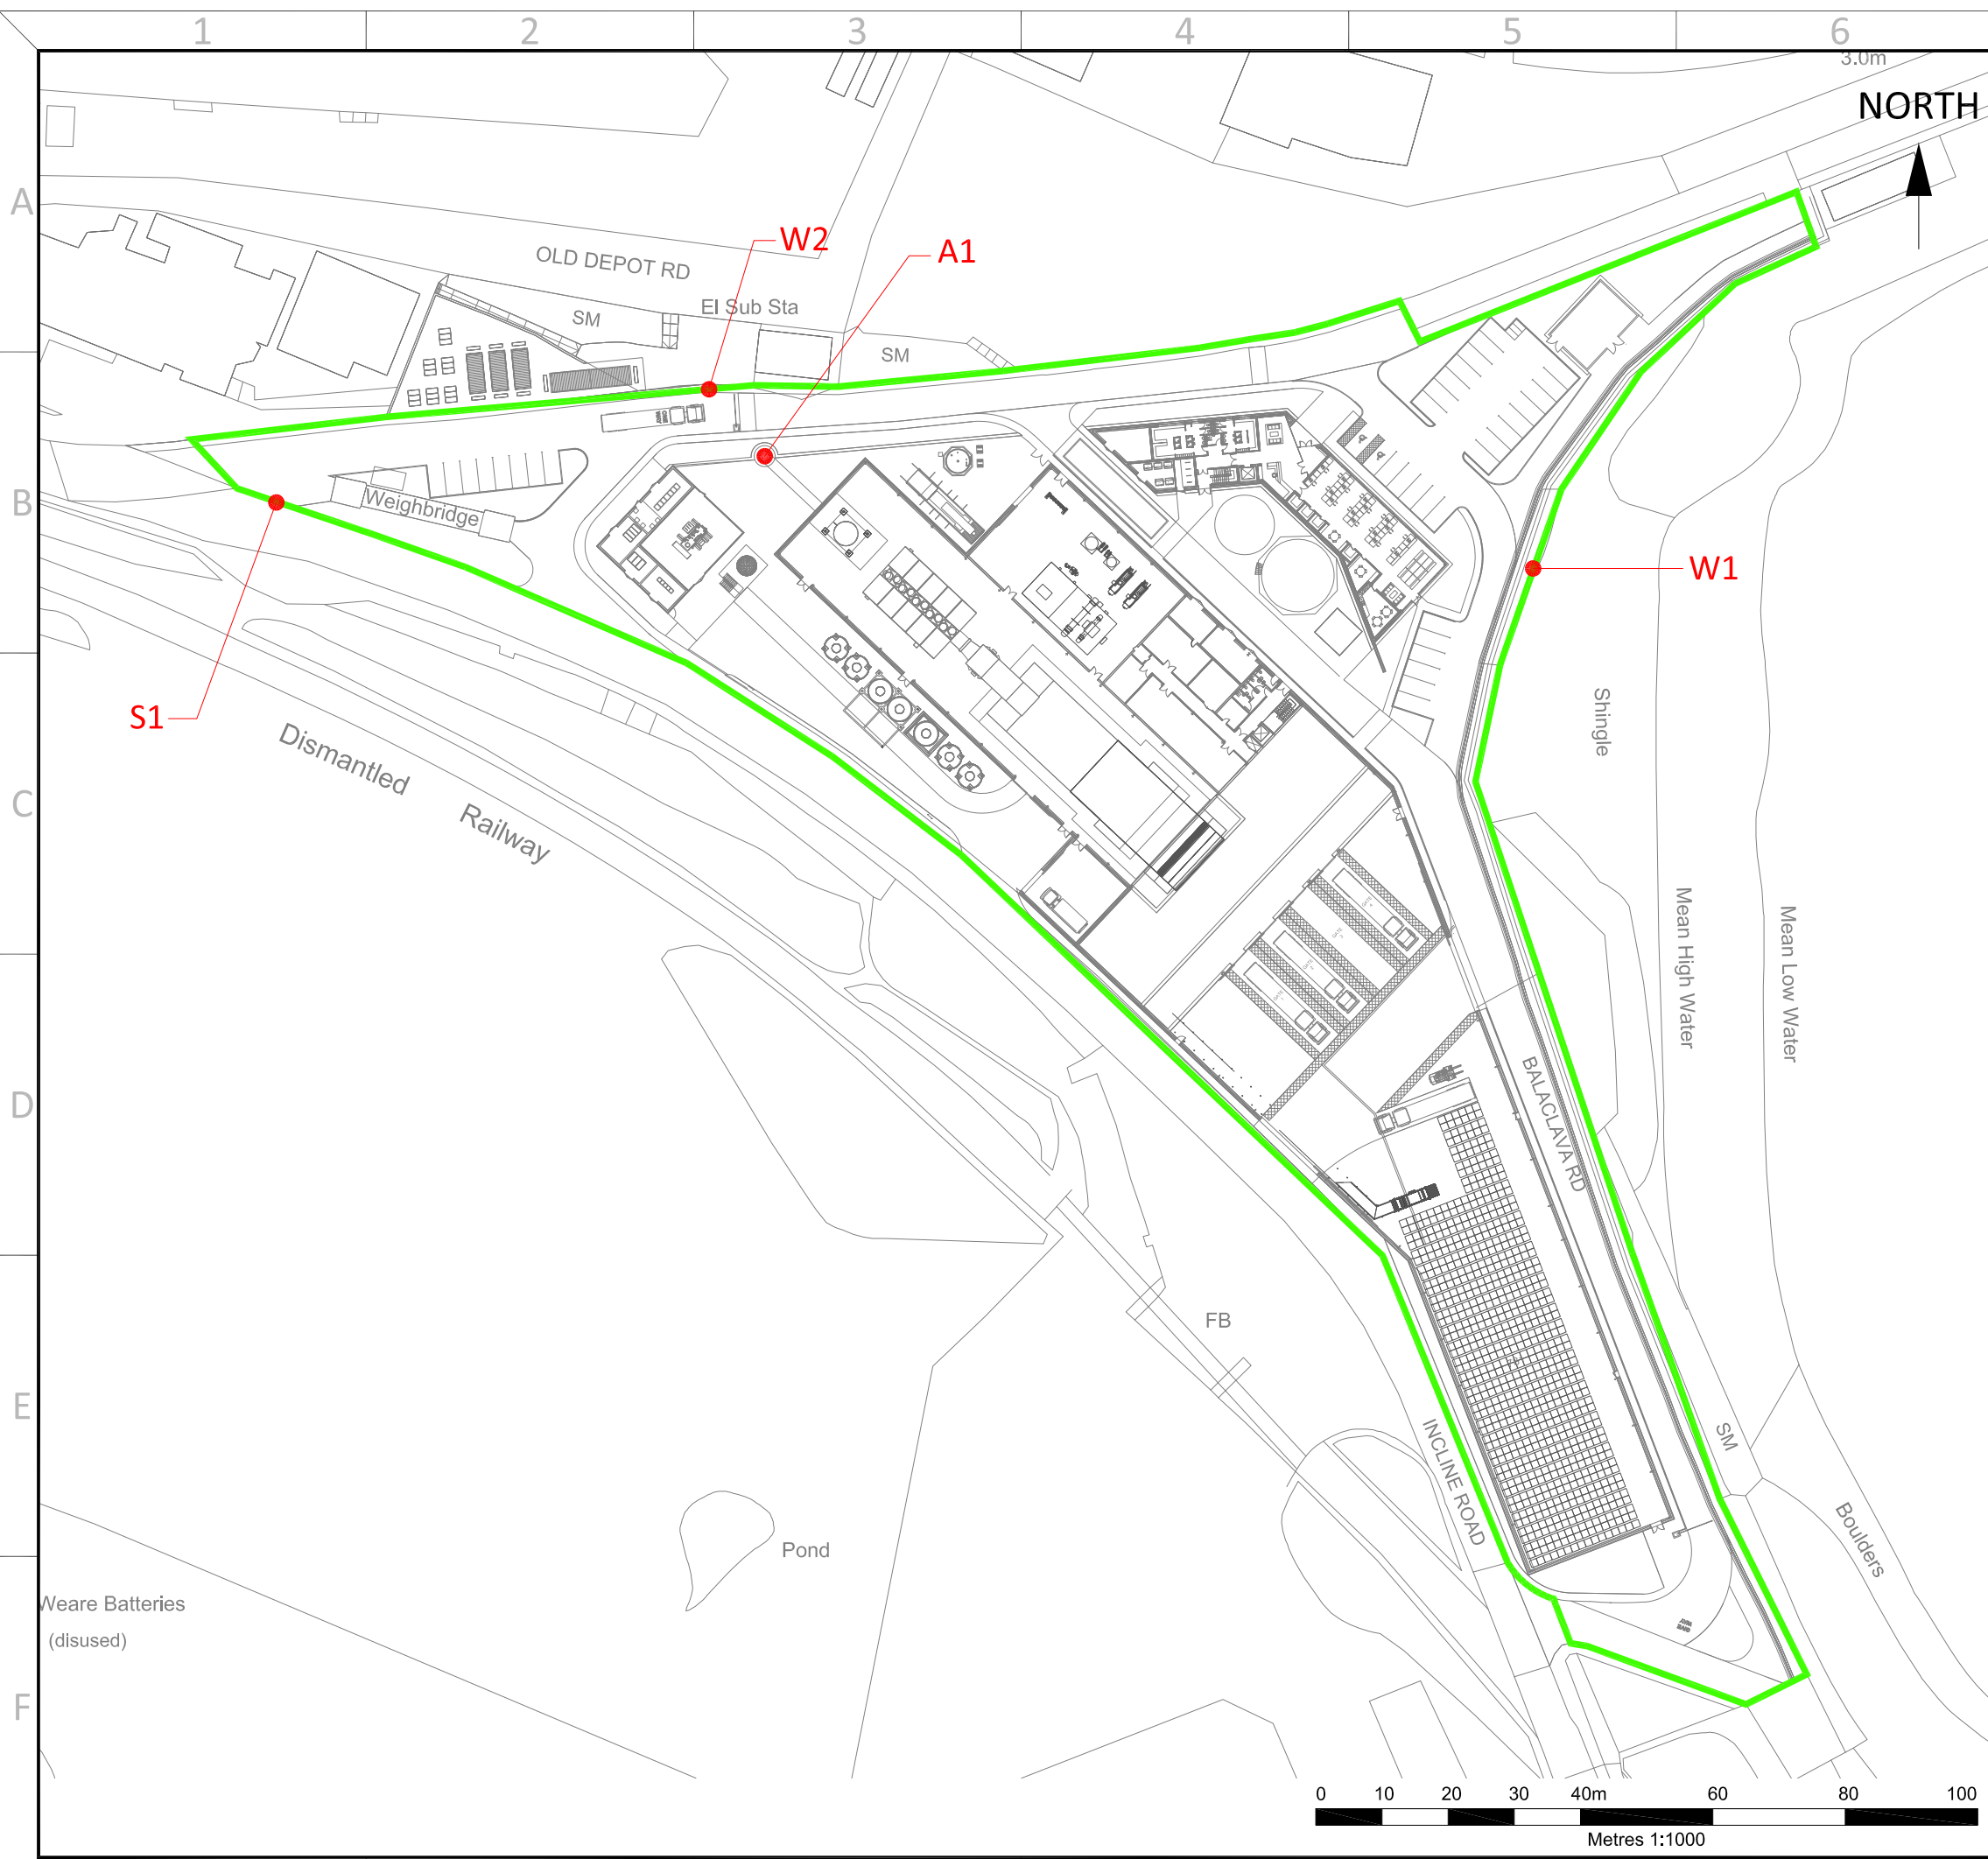 1 2 3 4 5 6
3.0m
NORTH
A
W2
A1
OLD DEPOT RD
El Sub Sta
SM
SM
B
Weighbridge
W1
S1
Shingle
Dismantled Railway
C
Mean High Water
Mean Low Water
D
BALACLAVA RD
FB
E
INCLINE ROAD
SM
Boulders
Pond
Weare Batteries
(disused)
F
0 10 20 30 40m 60 80 100
Metres 1:1000